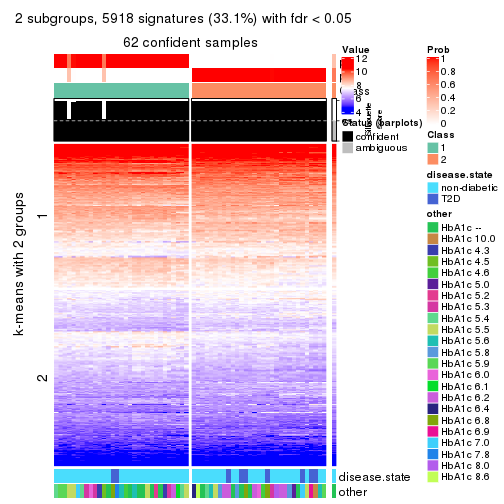 2 subgroups, 5918 signatures (33.1%) with fdr < 0.05
62 confident samples
k-means with 2 groups
1
2
Value
12
10
8
6
4
Silhouette
score
Status (barplots)
confident
ambiguous
Prob
1
0.8
0.6
0.4
0.2
0
Class
1
2
disease.state
non-diabetic
T2D
other
HbA1c --
HbA1c 10.0
HbA1c 4.3
HbA1c 4.5
HbA1c 4.6
HbA1c 5.0
HbA1c 5.2
HbA1c 5.3
HbA1c 5.4
HbA1c 5.5
HbA1c 5.6
HbA1c 5.8
HbA1c 5.9
HbA1c 6.0
HbA1c 6.1
HbA1c 6.2
HbA1c 6.4
HbA1c 6.8
HbA1c 6.9
HbA1c 7.0
HbA1c 7.8
HbA1c 8.0
HbA1c 8.6
disease.state
other